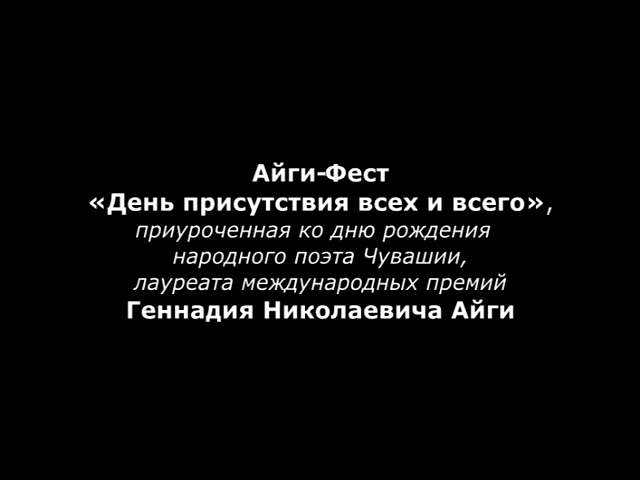 Айги-Фест
«День присутствия всех и всего»,
приуроченная ко дню рождения
народного поэта Чувашии,
лауреата международных премий
Геннадия Николаевича Айги